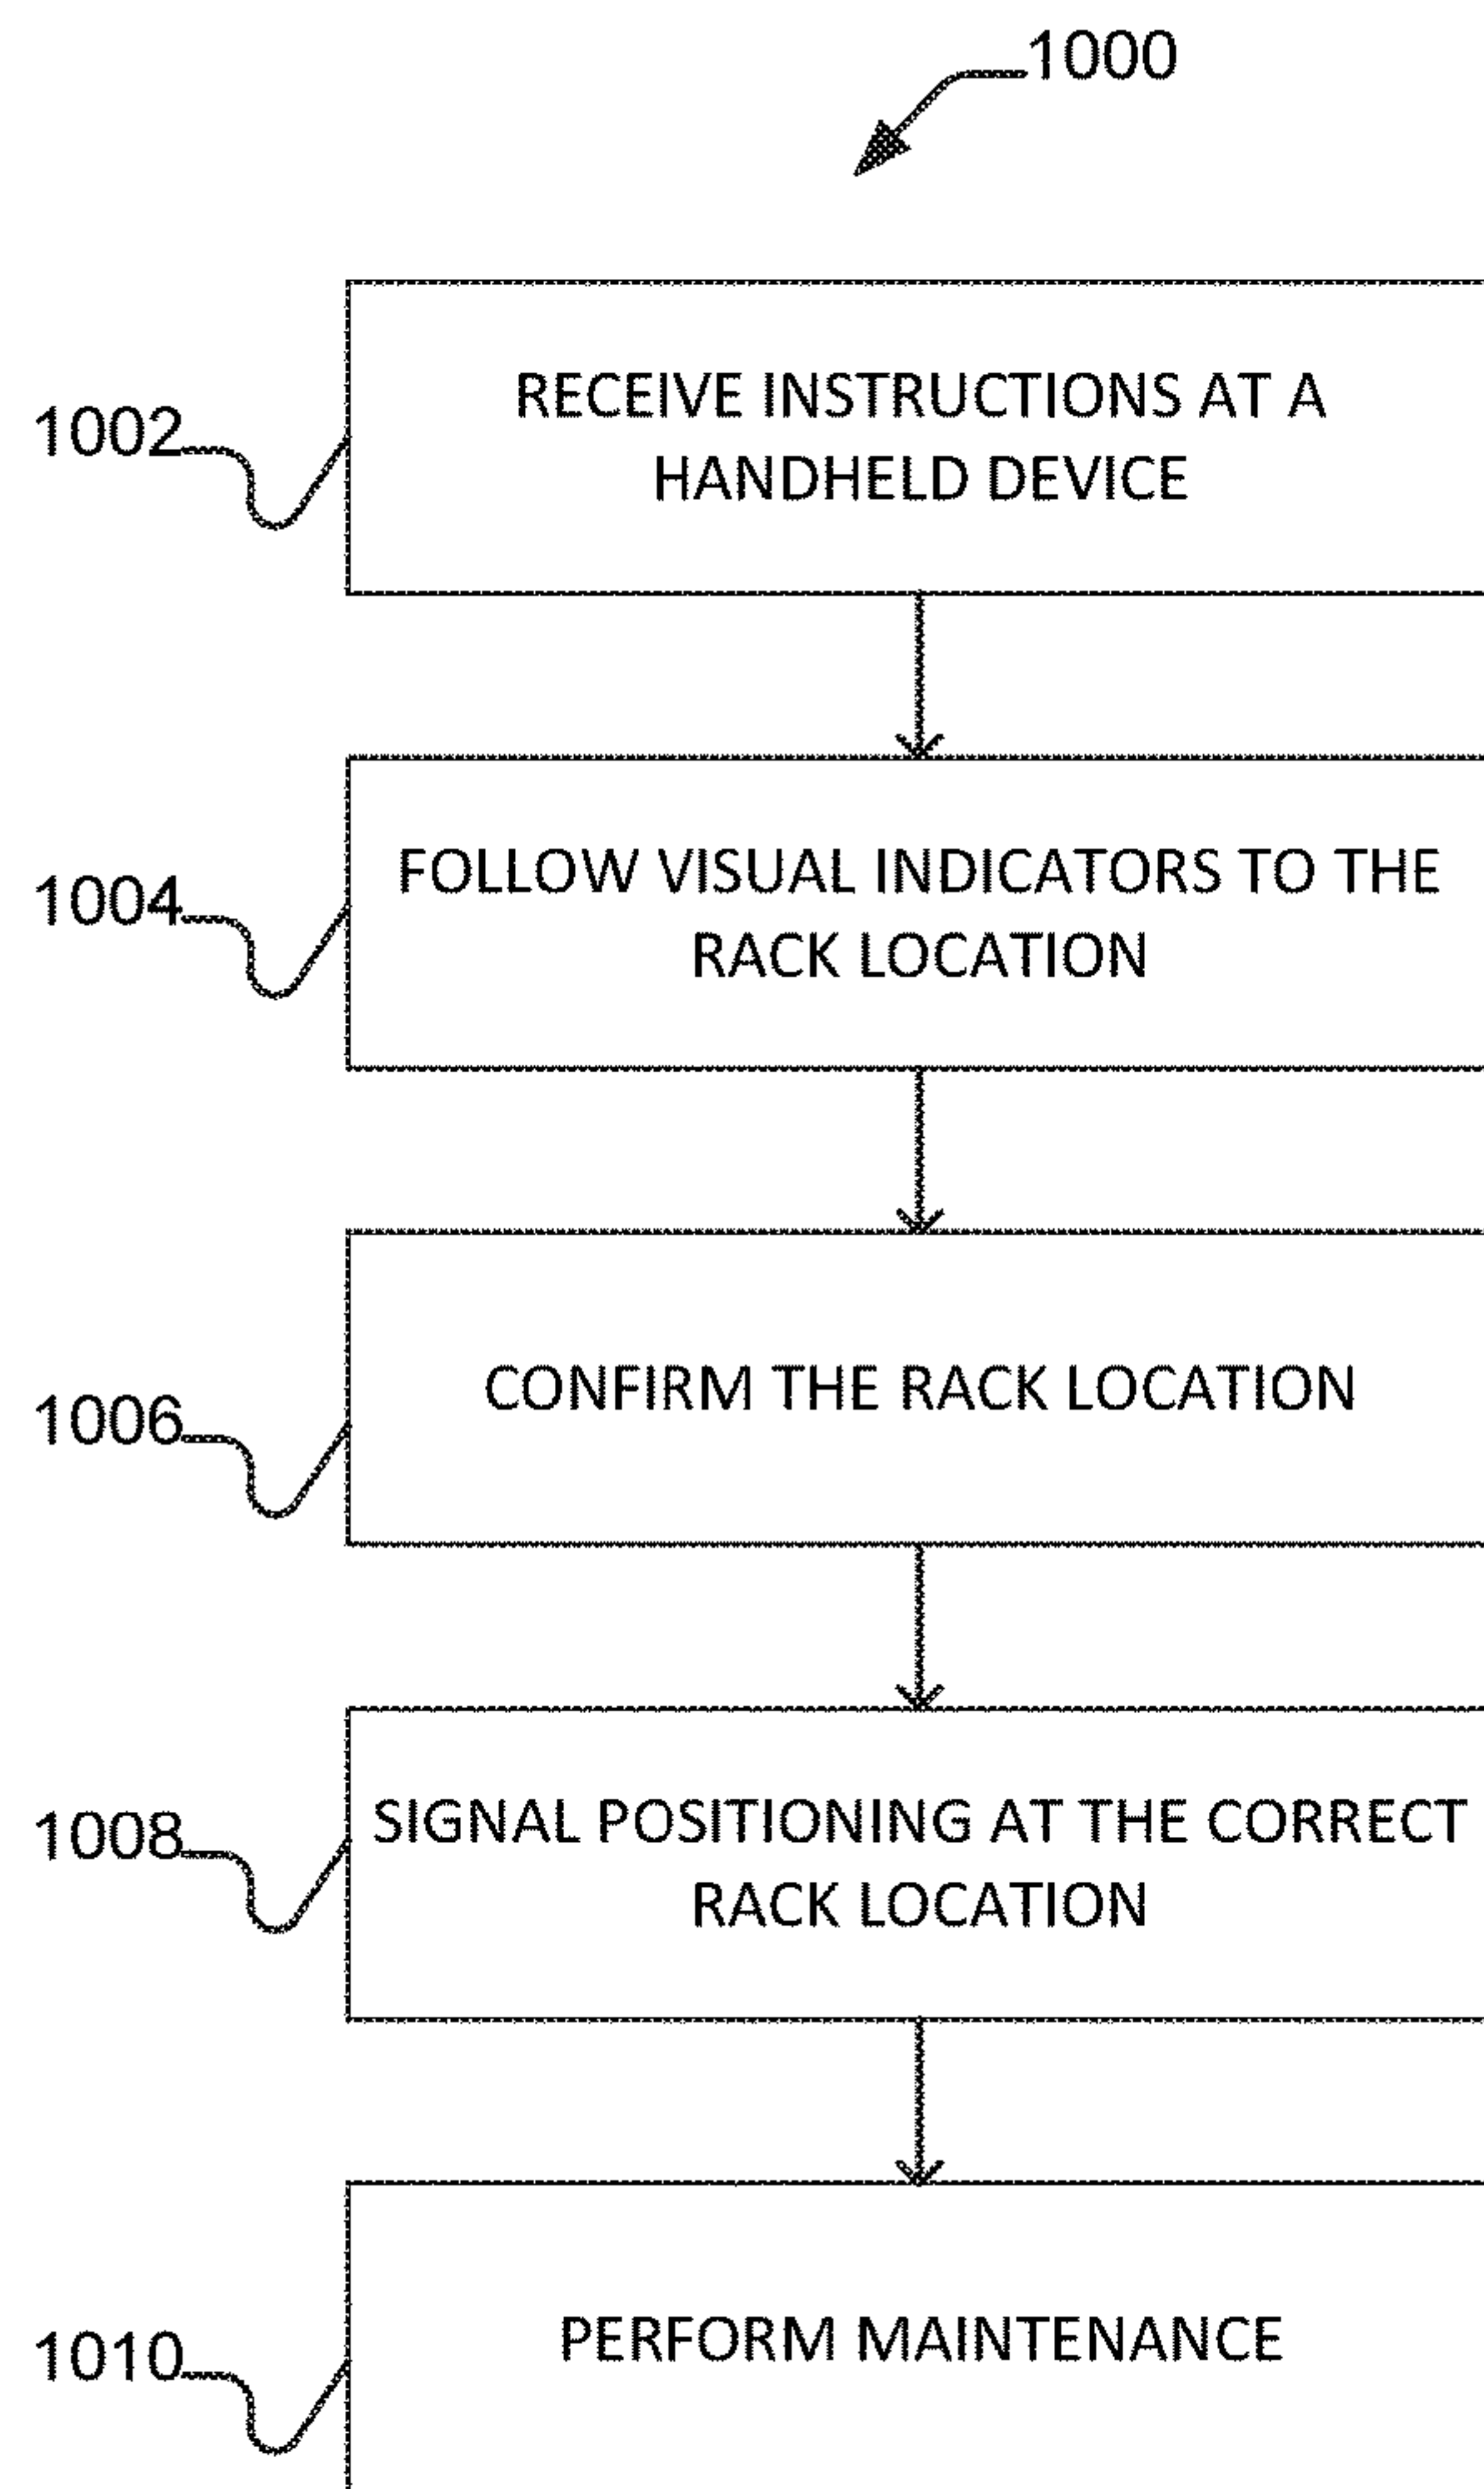 1000
1002
RECEIVE INSTRUCTIONS AT A
HANDHELD DEVICE
1004
FOLLOW VISUAL INDICATORS TO THE
RACK LOCATION
1006
CONFIRM THE RACK LOCATION
1008
SIGNAL POSITIONING AT THE CORRECT
RACK LOCATION
1010
PERFORM MAINTENANCE